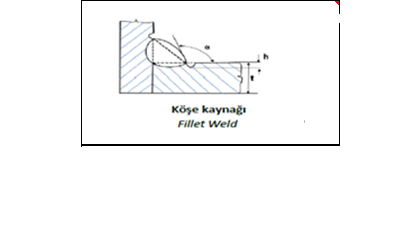 α
h
t
Köşe kaynağı
Fillet Weld